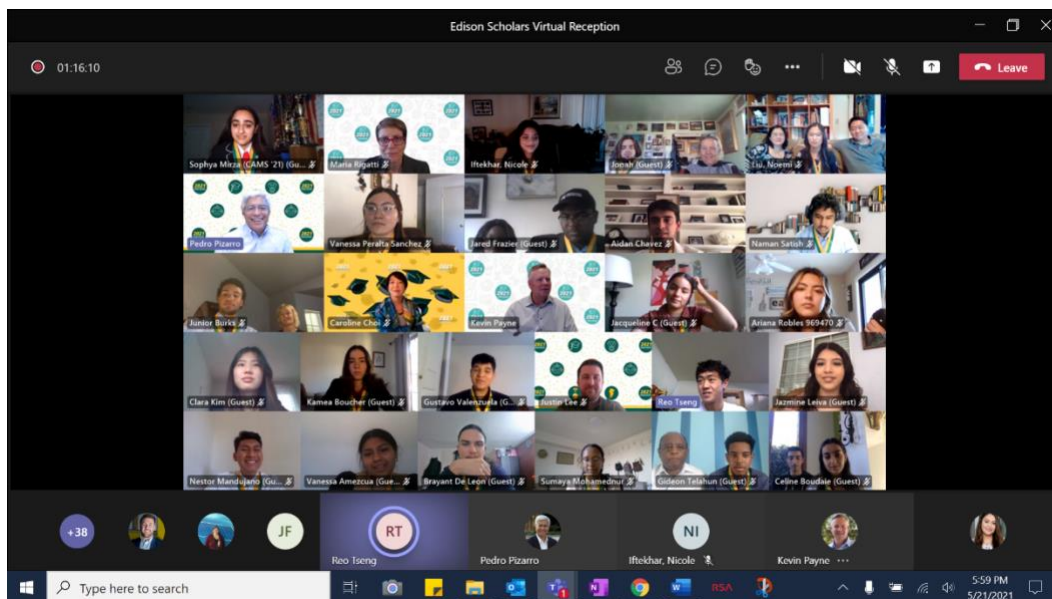 Edison Scholars Virtual Reception
01:16:10
Leave
Sophya Mirza (CAMS '21) (Gu...
Maria Rigatti
Iftekhar, Nicole
Jonah (Guest)
Liu, Noemi
Pedro Pizarro
Vanessa Peralta Sanchez
Jared Frazier (Guest)
Aidan Chavez
Naman Satish
Junior Burks
Caroline Choi
Kevin Payne
Jacqueline C (Guest)
Ariana Robles 969470
Clara Kim (Guest)
Kamea Boucher (Guest)
Gustavo Valenzuela (G...
Justin Lee
Reo Tseng
Jazmine Leiva (Guest)
Nestor Mandujano (Gu...
Vanessa Amezcua (Gue...
Brayant De Leon (Guest)
Sumaya Mohamednur
Gideon Telahun (Guest)
Celine Boudaie (Guest)
+38
JF
RT
NI
Reo Tseng
Pedro Pizarro
Iftekhar, Nicole
Kevin Payne
Type here to search
RSA
5:59 PM
5/21/2021